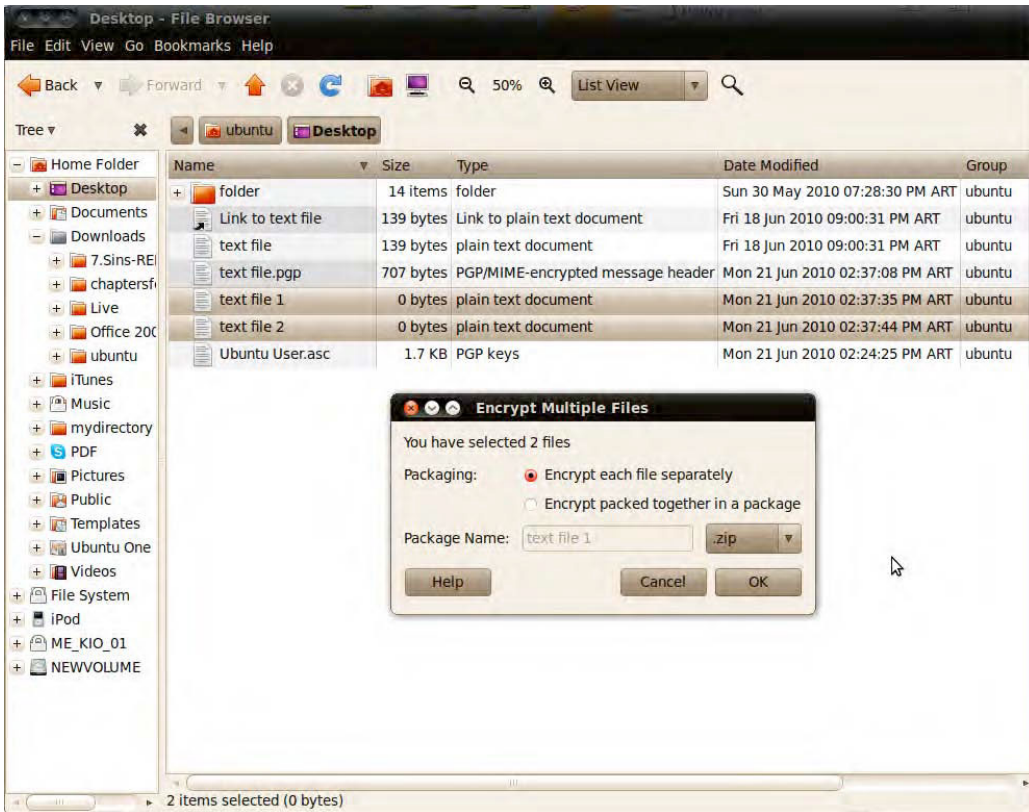 Desktop - File Browser
File Edit View Go Bookmarks Help
Back Forward 50% List View
Tree ubuntu Desktop
Home Folder
Desktop
Documents
Downloads
7.Sins-REI
chaptersf
Live
Office 200
ubuntu
iTunes
Music
mydirectory
PDF
Pictures
Public
Templates
Ubuntu One
Videos
File System
iPod
ME_KIO_01
NEWVOLUME
Name Size Type Date Modified Group
folder 14 items folder Sun 30 May 2010 07:28:30 PM ART ubuntu
Link to text file 139 bytes Link to plain text document Fri 18 Jun 2010 09:00:31 PM ART ubuntu
text file 139 bytes plain text document Fri 18 Jun 2010 09:00:31 PM ART ubuntu
text file.pgp 707 bytes PGP/MIME-encrypted message header Mon 21 Jun 2010 02:37:08 PM ART ubuntu
text file 1 0 bytes plain text document Mon 21 Jun 2010 02:37:35 PM ART ubuntu
text file 2 0 bytes plain text document Mon 21 Jun 2010 02:37:44 PM ART ubuntu
Ubuntu User.asc 1.7 KB PGP keys Mon 21 Jun 2010 02:24:25 PM ART ubuntu
Encrypt Multiple Files
You have selected 2 files
Packaging: Encrypt each file separately
Encrypt packed together in a package
Package Name: text file 1 .zip
Help Cancel OK
2 items selected (0 bytes)